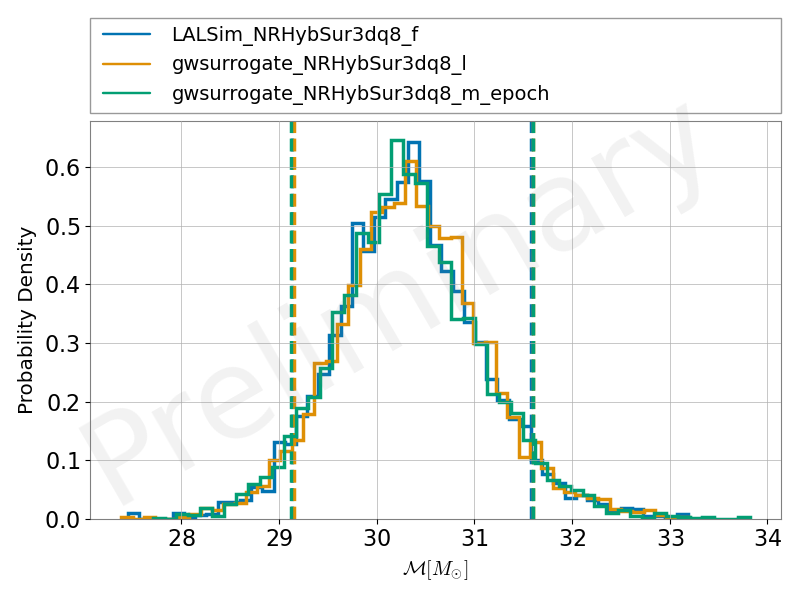 LALSim_NRHybSur3dq8_f
gwsurrogate_NRHybSur3dq8_l
gwsurrogate_NRHybSur3dq8_m_epoch
Preliminary
Probability Density
0.6
0.5
0.4
0.3
0.2
0.1
0.0
28 29 30 31 32 33 34
ℳ[M⊙]